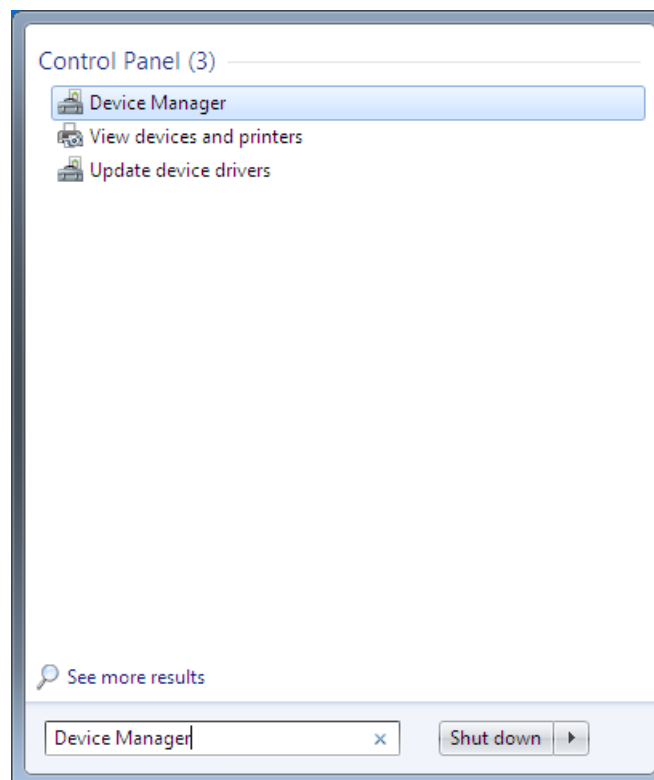 Control Panel (3)
Device Manager
View devices and printers
Update device drivers
See more results
Device Manager
Shut down